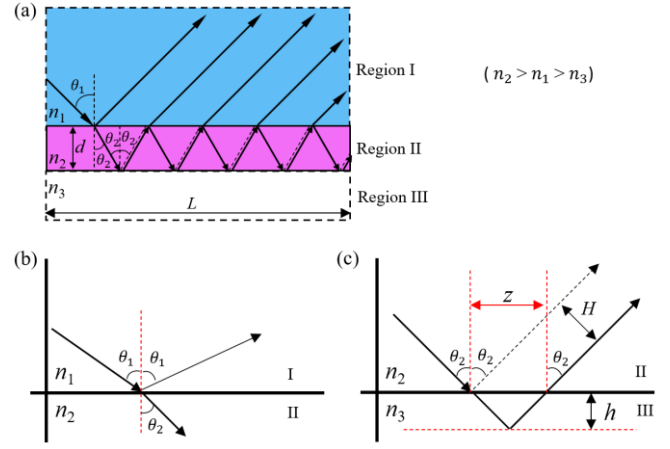 (a)
θ₁
n₁
Region I
( n₂ > n₁ > n₃)
d
θ₂ θ₂
θ₂
n₂
Region II
n₃
L
Region III
(b)
θ₁ θ₁
n₁
I
n₂
θ₂
II
(c)
z
H
θ₂ θ₂
θ₂
n₂
II
n₃
h
III